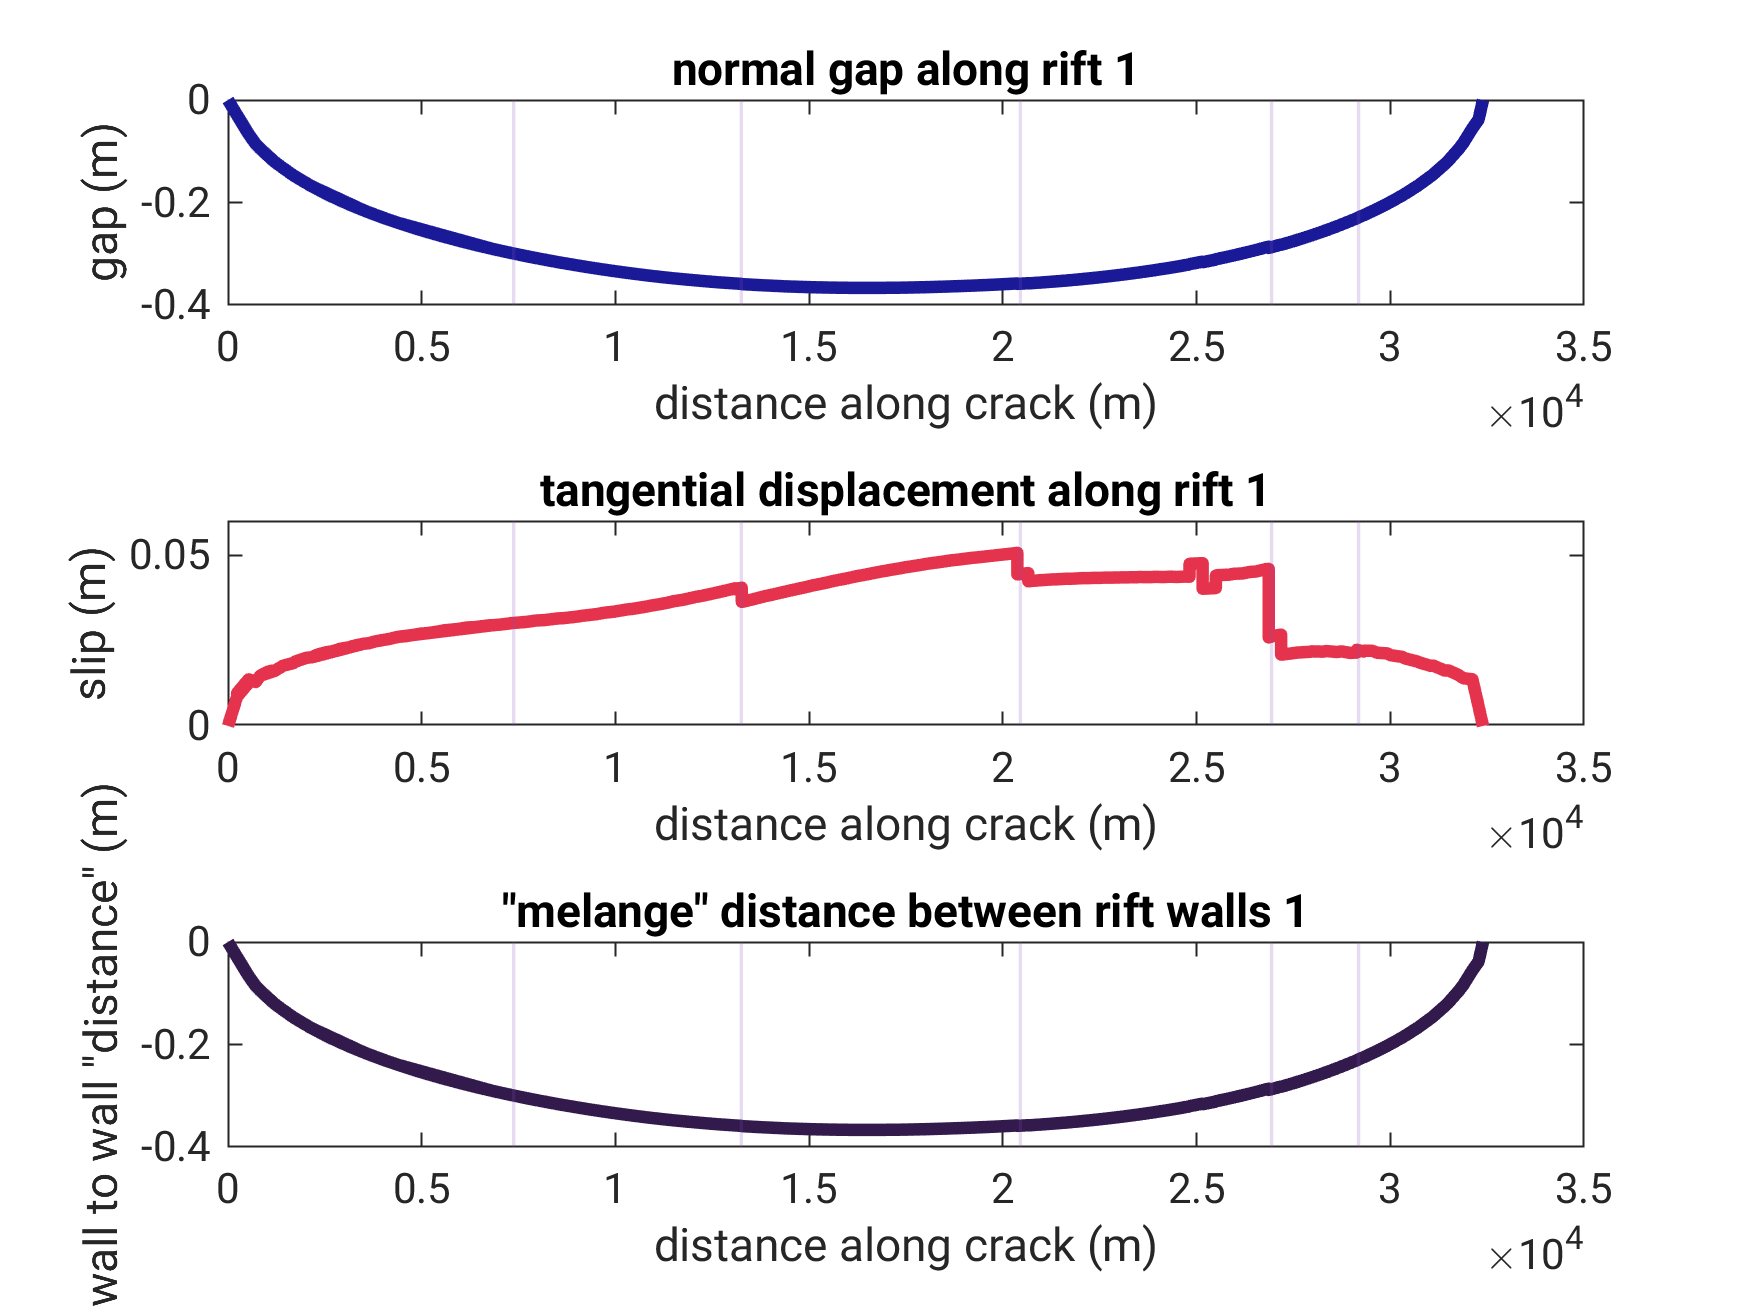 normal gap along rift 1
gap (m)
0
-0.2
-0.4
0 0.5 1 1.5 2 2.5 3 3.5
distance along crack (m)
×10^4
tangential displacement along rift 1
slip (m)
0.05
0
0 0.5 1 1.5 2 2.5 3 3.5
distance along crack (m)
×10^4
"melange" distance between rift walls 1
wall to wall "distance" (m)
0
-0.2
-0.4
0 0.5 1 1.5 2 2.5 3 3.5
distance along crack (m)
×10^4